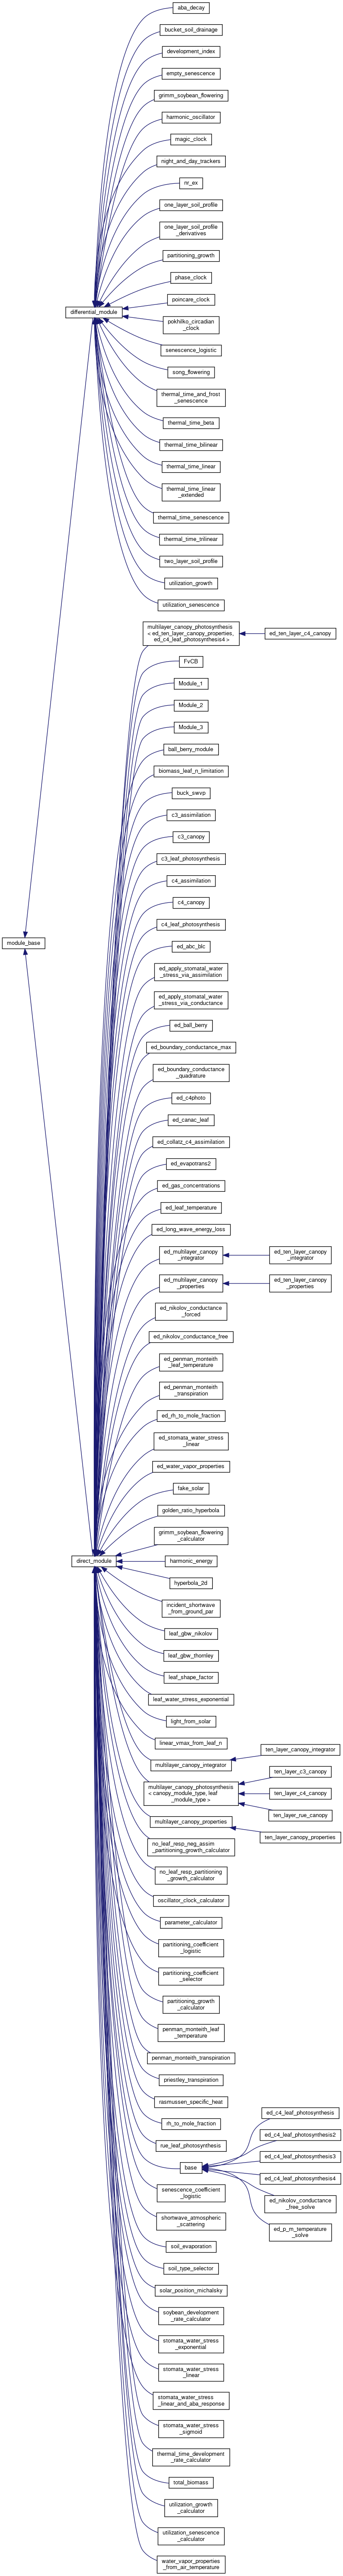 aba_decay
bucket_soil_drainage
development_index
empty_senescence
grimm_soybean_flowering
harmonic_oscillator
magic_clock
night_and_day_trackers
nr_ex
one_layer_soil_profile
one_layer_soil_profile
_derivatives
partitioning_growth
phase_clock
poincare_clock
differential_module
pokhilko_circadian
_clock
senescence_logistic
song_flowering
thermal_time_and_frost
_senescence
thermal_time_beta
thermal_time_bilinear
thermal_time_linear
thermal_time_linear
_extended
thermal_time_senescence
thermal_time_trilinear
two_layer_soil_profile
utilization_growth
utilization_senescence
multilayer_canopy_photosynthesis
< ed_ten_layer_canopy_properties,
ed_c4_leaf_photosynthesis4 >
ed_ten_layer_c4_canopy
FvCB
Module_1
Module_2
Module_3
ball_berry_module
biomass_leaf_n_limitation
buck_swvp
c3_assimilation
c3_canopy
c3_leaf_photosynthesis
c4_assimilation
c4_canopy
c4_leaf_photosynthesis
module_base
ed_abc_blc
ed_apply_stomatal_water
_stress_via_assimilation
ed_apply_stomatal_water
_stress_via_conductance
ed_ball_berry
ed_boundary_conductance_max
ed_boundary_conductance
_quadrature
ed_c4photo
ed_canac_leaf
ed_collatz_c4_assimilation
ed_evapotrans2
ed_gas_concentrations
ed_leaf_temperature
ed_long_wave_energy_loss
ed_multilayer_canopy
_integrator
ed_ten_layer_canopy
_integrator
ed_multilayer_canopy
_properties
ed_ten_layer_canopy
_properties
ed_nikolov_conductance
_forced
ed_nikolov_conductance_free
ed_penman_monteith
_leaf_temperature
ed_penman_monteith
_transpiration
ed_rh_to_mole_fraction
ed_stomata_water_stress
_linear
ed_water_vapor_properties
fake_solar
golden_ratio_hyperbola
grimm_soybean_flowering
_calculator
direct_module
harmonic_energy
hyperbola_2d
incident_shortwave
_from_ground_par
leaf_gbw_nikolov
leaf_gbw_thornley
leaf_shape_factor
leaf_water_stress_exponential
light_from_solar
linear_vmax_from_leaf_n
multilayer_canopy_integrator
ten_layer_canopy_integrator
multilayer_canopy_photosynthesis
< canopy_module_type, leaf
_module_type >
ten_layer_c3_canopy
ten_layer_c4_canopy
ten_layer_rue_canopy
multilayer_canopy_properties
ten_layer_canopy_properties
no_leaf_resp_neg_assim
_partitioning_growth_calculator
no_leaf_resp_partitioning
_growth_calculator
oscillator_clock_calculator
parameter_calculator
partitioning_coefficient
_logistic
partitioning_coefficient
_selector
partitioning_growth
_calculator
penman_monteith_leaf
_temperature
penman_monteith_transpiration
priestley_transpiration
rasmussen_specific_heat
rh_to_mole_fraction
rue_leaf_photosynthesis
base
ed_c4_leaf_photosynthesis
ed_c4_leaf_photosynthesis2
ed_c4_leaf_photosynthesis3
ed_c4_leaf_photosynthesis4
ed_nikolov_conductance
_free_solve
ed_p_m_temperature
_solve
senescence_coefficient
_logistic
shortwave_atmospheric
_scattering
soil_evaporation
soil_type_selector
solar_position_michalsky
soybean_development
_rate_calculator
stomata_water_stress
_exponential
stomata_water_stress
_linear
stomata_water_stress
_linear_and_aba_response
stomata_water_stress
_sigmoid
thermal_time_development
_rate_calculator
total_biomass
utilization_growth
_calculator
utilization_senescence
_calculator
water_vapor_properties
_from_air_temperature